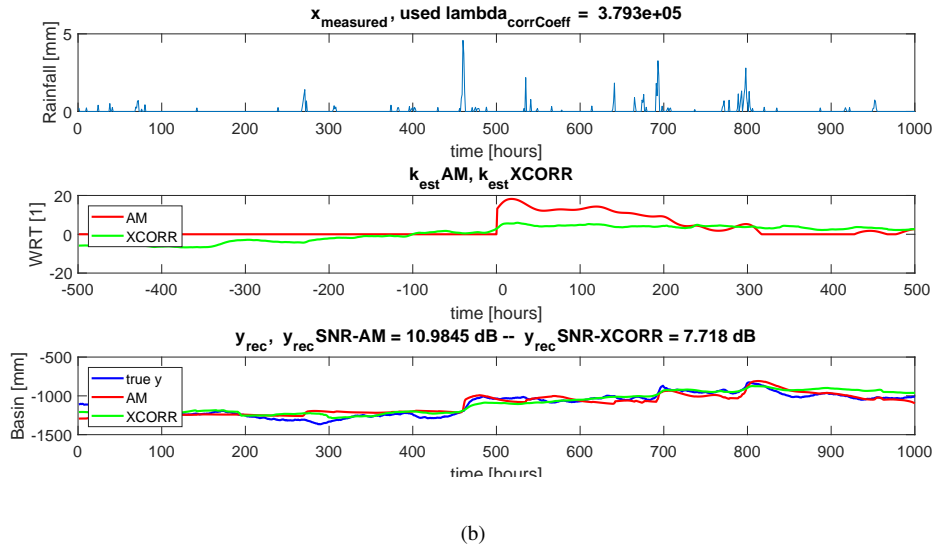 x_measured, used lambda_corrCoeff = 3.793e+05
Rainfall [mm]
5
0
0 100 200 300 400 500 600 700 800 900 1000
time [hours]
k_est AM, k_est XCORR
WRT [1]
20
0
-20
AM
XCORR
-500 -400 -300 -200 -100 0 100 200 300 400 500
time [hours]
y_rec, y_rec SNR-AM = 10.9845 dB -- y_rec SNR-XCORR = 7.718 dB
Basin [mm]
-500
-1000
-1500
true y
AM
XCORR
0 100 200 300 400 500 600 700 800 900 1000
time [hours]
(b)